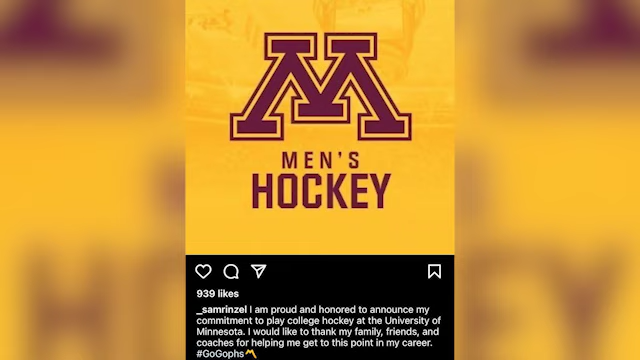 M
MEN'S
HOCKEY
939 likes
_samrinzel I am proud and honored to announce my
commitment to play college hockey at the University of
Minnesota. I would like to thank my family, friends, and
coaches for helping me get to this point in my career.
#GoGophs〽️